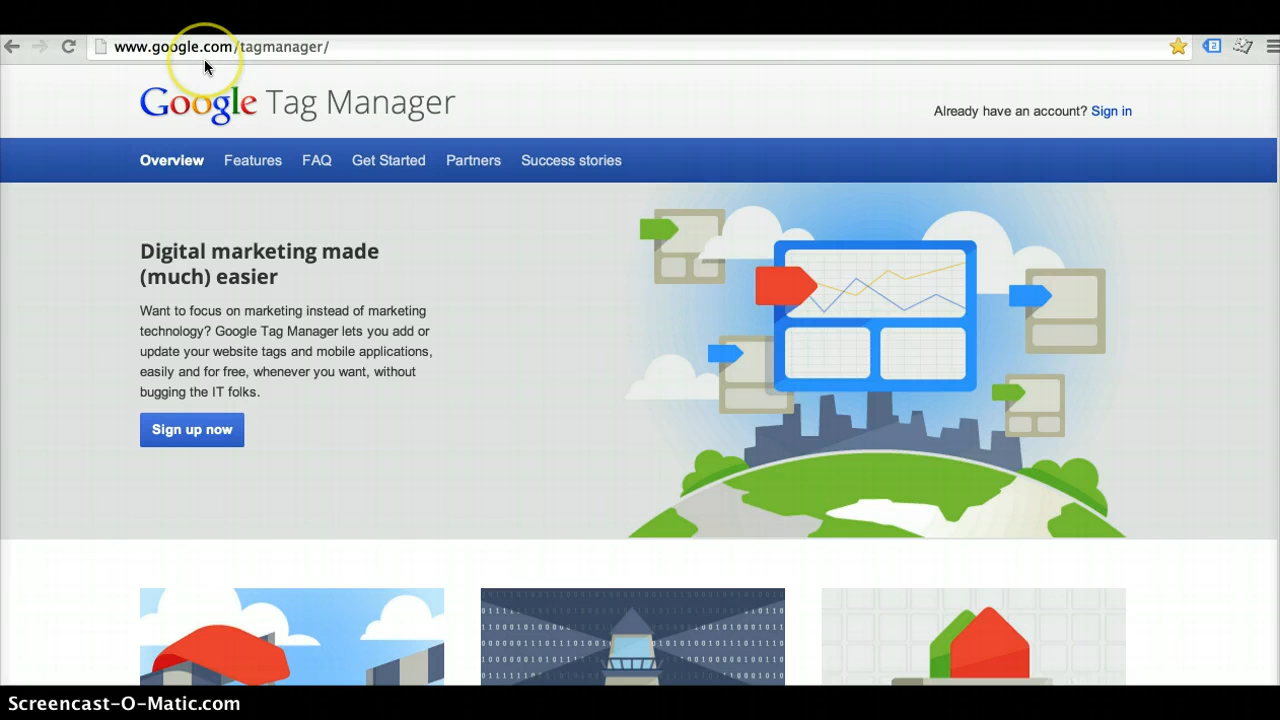 www.google.com/tagmanager/
2
Google Tag Manager
Already have an account? Sign in
Overview Features FAQ Get Started Partners Success stories
Digital marketing made
(much) easier
Want to focus on marketing instead of marketing
technology? Google Tag Manager lets you add or
update your website tags and mobile applications,
easily and for free, whenever you want, without
bugging the IT folks.
Sign up now
Screencast-O-Matic.com